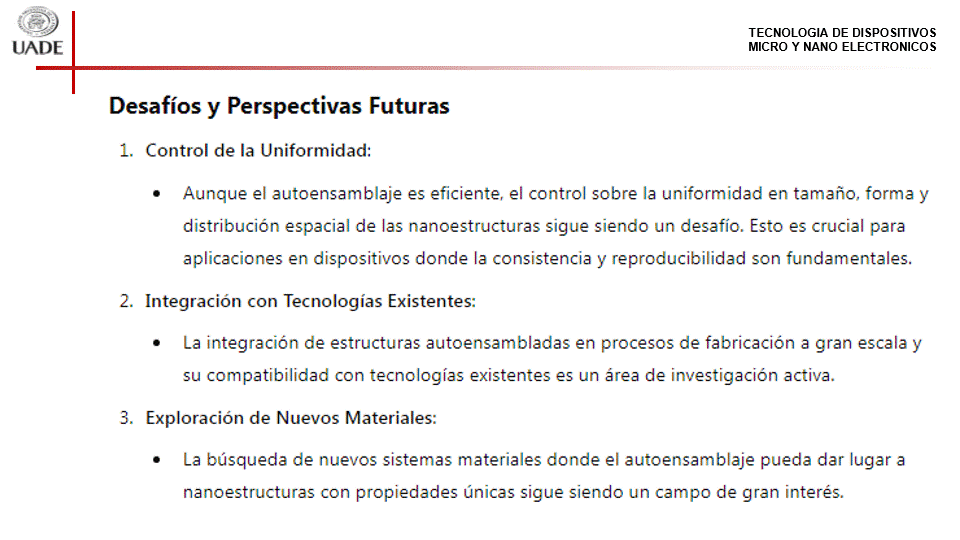 UADE
TECNOLOGIA DE DISPOSITIVOS
MICRO Y NANO ELECTRONICOS
Desafíos y Perspectivas Futuras
1. Control de la Uniformidad:
• Aunque el autoensamblaje es eficiente, el control sobre la uniformidad en tamaño, forma y
distribución espacial de las nanoestructuras sigue siendo un desafío. Esto es crucial para
aplicaciones en dispositivos donde la consistencia y reproducibilidad son fundamentales.
2. Integración con Tecnologías Existentes:
• La integración de estructuras autoensambladas en procesos de fabricación a gran escala y
su compatibilidad con tecnologías existentes es un área de investigación activa.
3. Exploración de Nuevos Materiales:
• La búsqueda de nuevos sistemas materiales donde el autoensamblaje pueda dar lugar a
nanoestructuras con propiedades únicas sigue siendo un campo de gran interés.